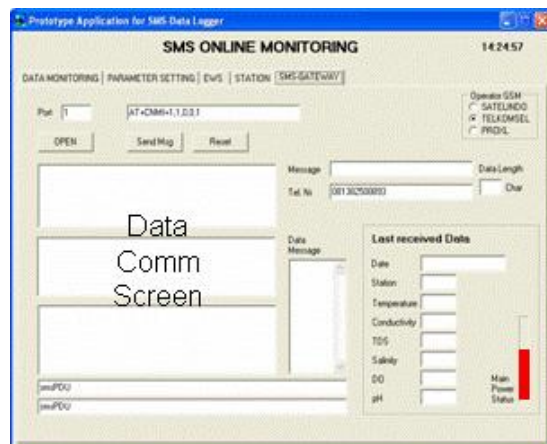 Prototype Application for SMS Data Logger
SMS ONLINE MONITORING
14:24:57
DATA MONITORING | PARAMETER SETTING | EWS | STATION | SMS-GATEWAY
Port 1
AT+CNMI=1,1,0,0,1
Operator GSM
SATELINDO
TELKOMSEL
PROXL
OPEN
Send Msg
Reset
Message
Data Length
Tel. No
Char
Data
Comm
Screen
Data
Message
Last received Data
Date
Station
Temperature
Conductivity
TDS
Salinity
DO
pH
Main
Power
Status
smsPDU
smsPDU